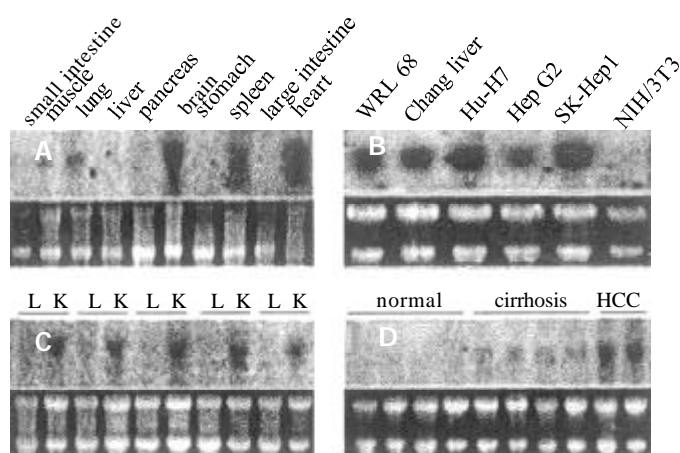 small intestine
muscle
lung
liver
pancreas
brain
stomach
spleen
large intestine
heart
WRL 68
Chang liver
Hu-H7
Hep G2
SK-Hep1
NIH/3T3
A
B
L K L K L K L K L K
normal cirrhosis HCC
C
D